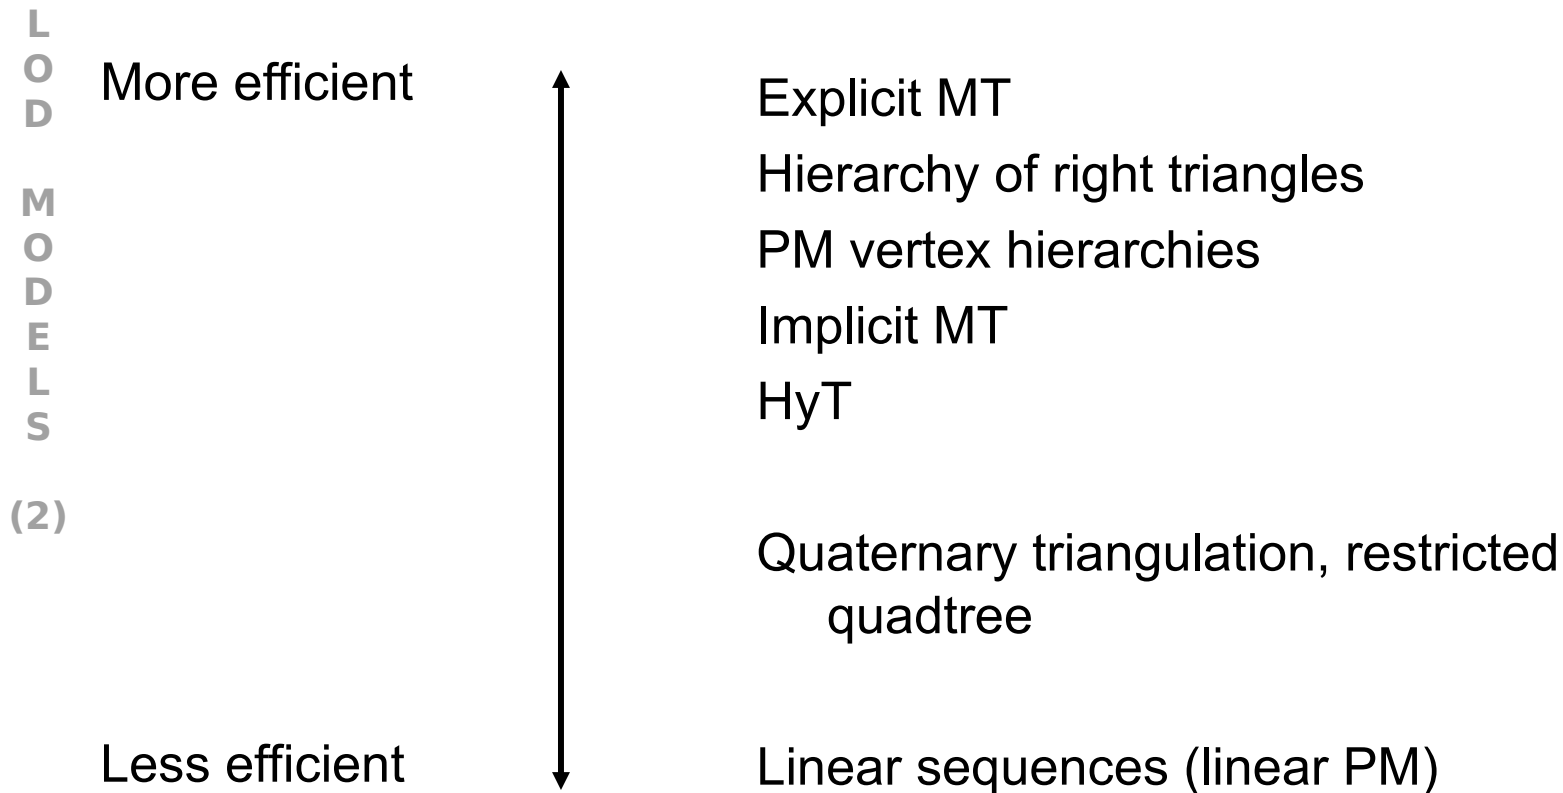 L
O
D
M
O
D
E
L
S
(2)
More efficient
Explicit MT
Hierarchy of right triangles
PM vertex hierarchies
Implicit MT
HyT
Quaternary triangulation, restricted
quadtree
Less efficient
Linear sequences (linear PM)